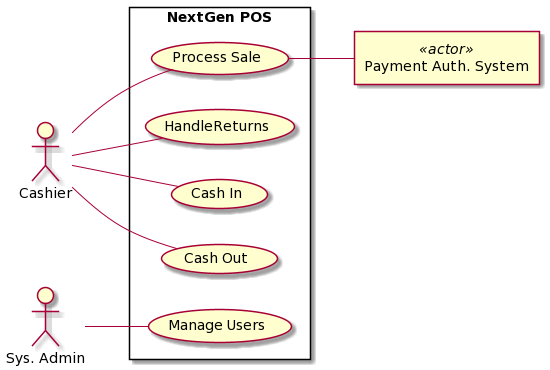 NextGen POS
Process Sale
«actor»
Payment Auth. System
HandleReturns
Cashier
Cash In
Cash Out
Manage Users
Sys. Admin